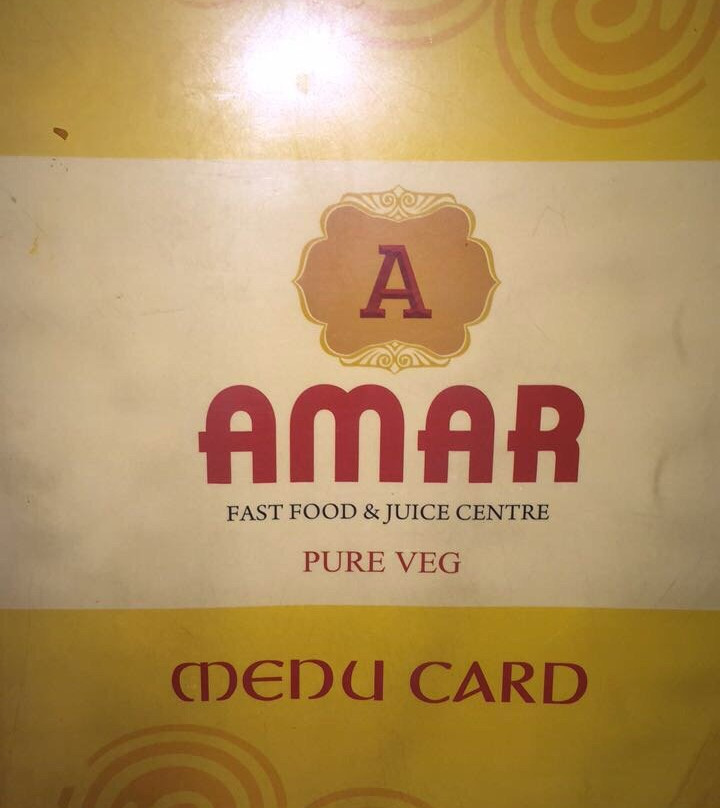 A
AMAR
FAST FOOD & JUICE CENTRE
PURE VEG
MENU CARD